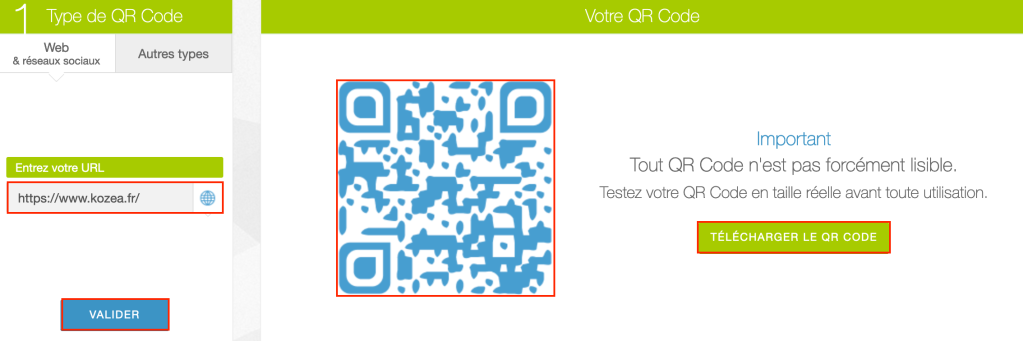 1 Type de QR Code
Web
& réseaux sociaux
Autres types
Entrez votre URL
https://www.kozea.fr/
VALIDER
Votre QR Code
Important
Tout QR Code n'est pas forcément lisible.
Testez votre QR Code en taille réelle avant toute utilisation.
TÉLÉCHARGER LE QR CODE